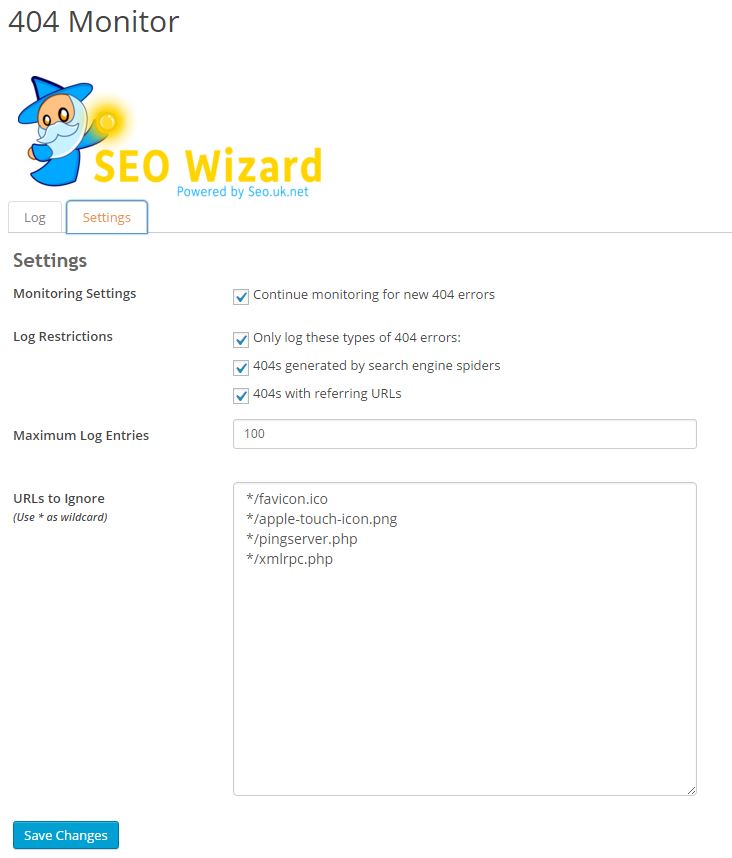 404 Monitor
SEO Wizard
Powered by Seo.uk.net
Log
Settings
Settings
Monitoring Settings
Continue monitoring for new 404 errors
Log Restrictions
Only log these types of 404 errors:
404s generated by search engine spiders
404s with referring URLs
Maximum Log Entries
100
URLs to Ignore
(Use * as wildcard)
*/favicon.ico
*/apple-touch-icon.png
*/pingserver.php
*/xmlrpc.php
Save Changes